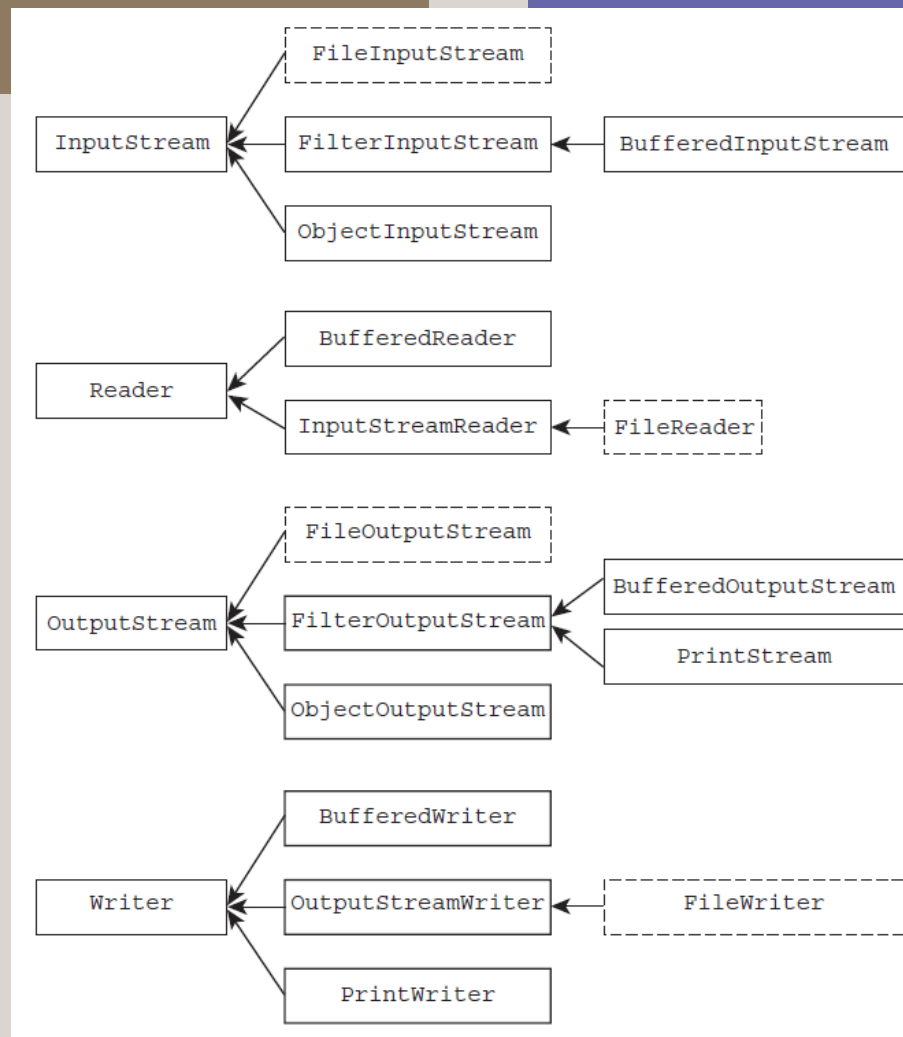 FileInputStream
InputStream
FilterInputStream
BufferedInputStream
ObjectInputStream
BufferedReader
Reader
InputStreamReader
FileReader
FileOutputStream
BufferedOutputStream
OutputStream
FilterOutputStream
PrintStream
ObjectOutputStream
BufferedWriter
Writer
OutputStreamWriter
FileWriter
PrintWriter